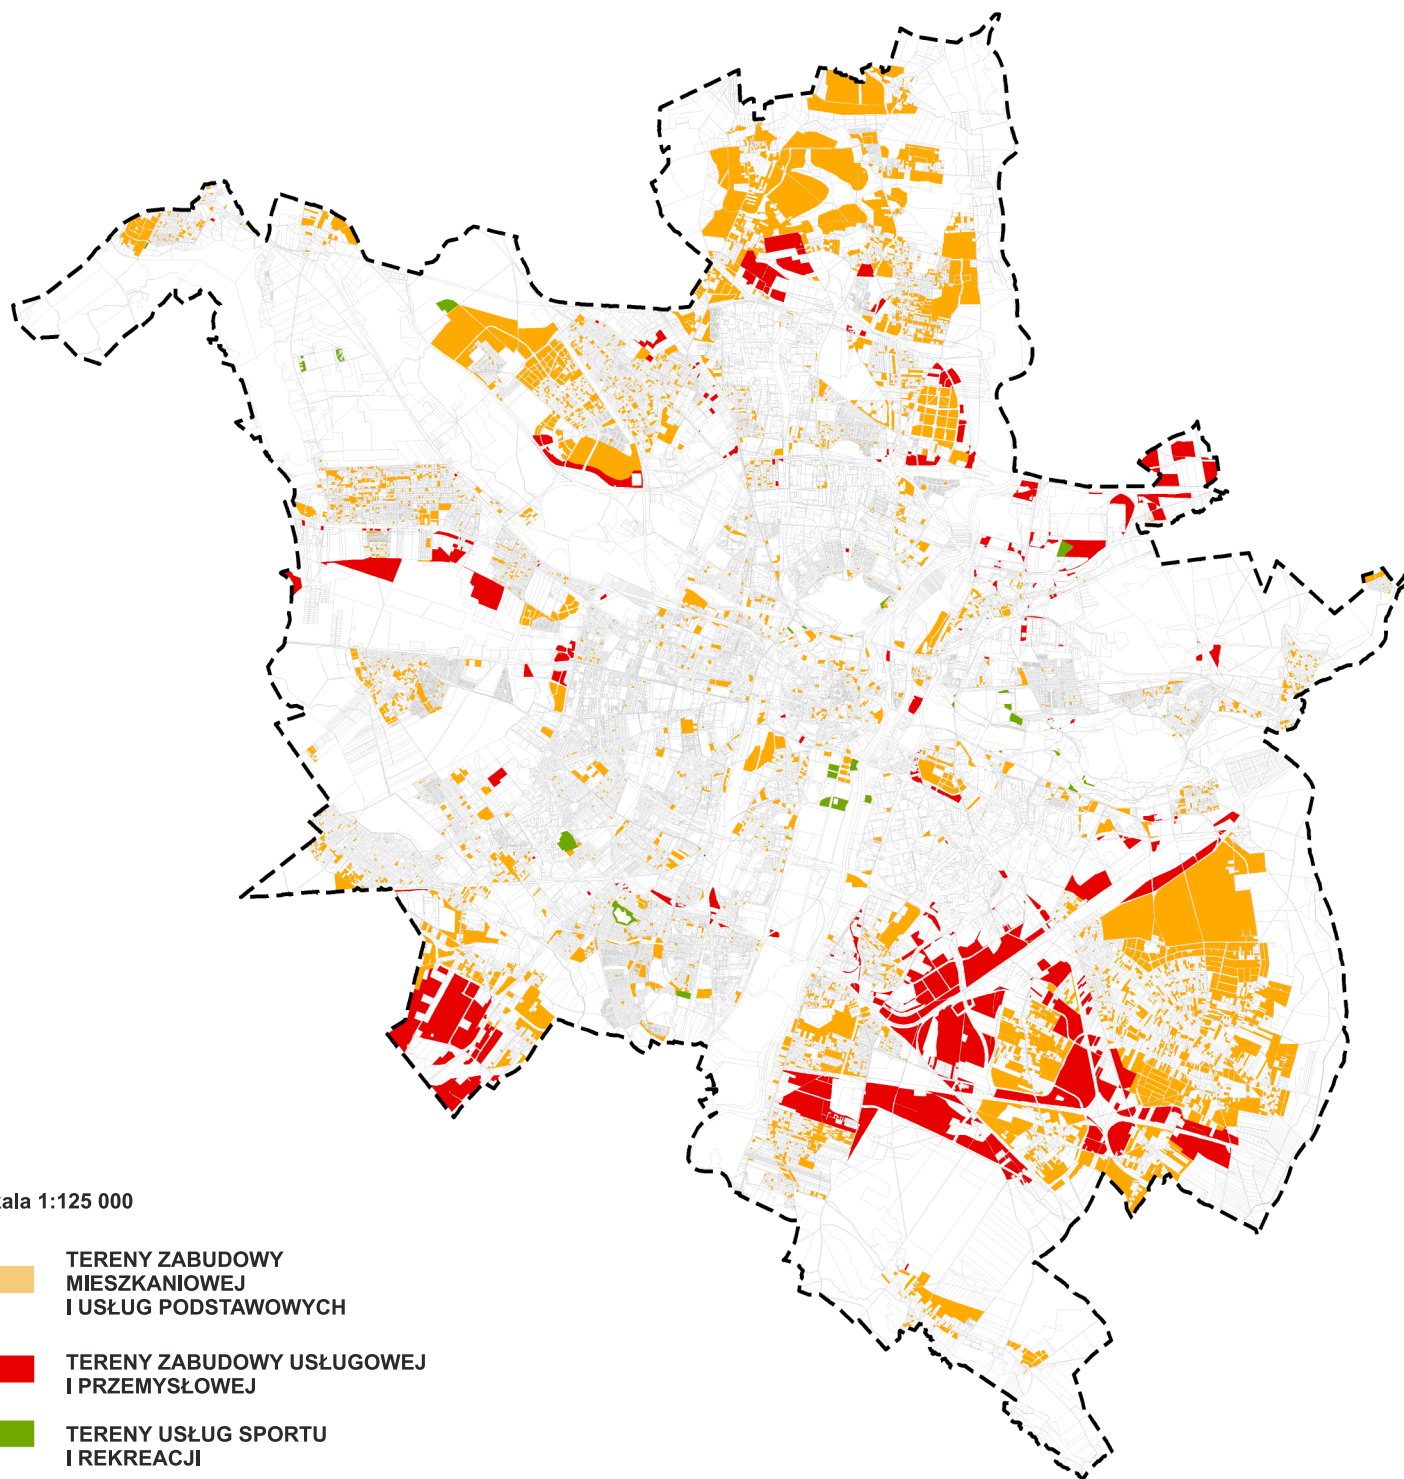 ala 1:125 000
TERENY ZABUDOWY
MIESZKANIOWEJ
I USŁUG PODSTAWOWYCH
TERENY ZABUDOWY USŁUGOWEJ
I PRZEMYSŁOWEJ
TERENY USŁUG SPORTU
I REKREACJI